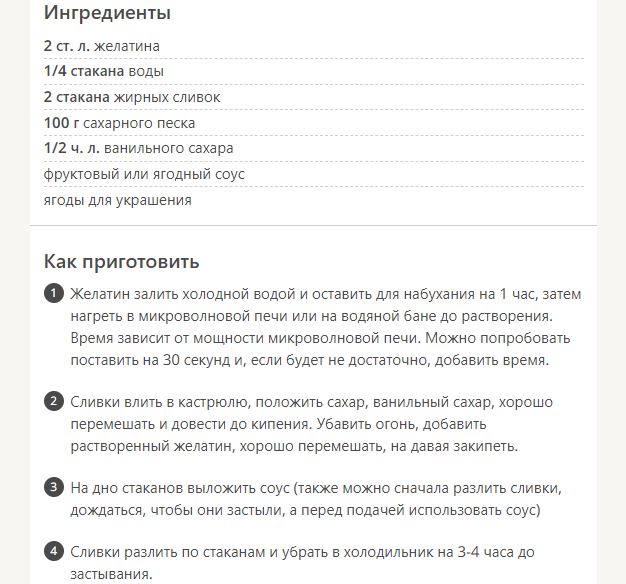 Ингредиенты
2 ст. л. желатина
1/4 стакана воды
2 стакана жирных сливок
100 г сахарного песка
1/2 ч. л. ванильного сахара
фруктовый или ягодный соус
ягоды для украшения
Как приготовить
1 Желатин залить холодной водой и оставить для набухания на 1 час, затем
нагреть в микроволновой печи или на водяной бане до растворения.
Время зависит от мощности микроволновой печи. Можно попробовать
поставить на 30 секунд и, если будет не достаточно, добавить время.
2 Сливки влить в кастрюлю, положить сахар, ванильный сахар, хорошо
перемешать и довести до кипения. Убавить огонь, добавить
растворенный желатин, хорошо перемешать, на давая закипеть.
3 На дно стаканов выложить соус (также можно сначала разлить сливки,
дождаться, чтобы они застыли, а перед подачей использовать соус)
4 Сливки разлить по стаканам и убрать в холодильник на 3-4 часа до
застывания.